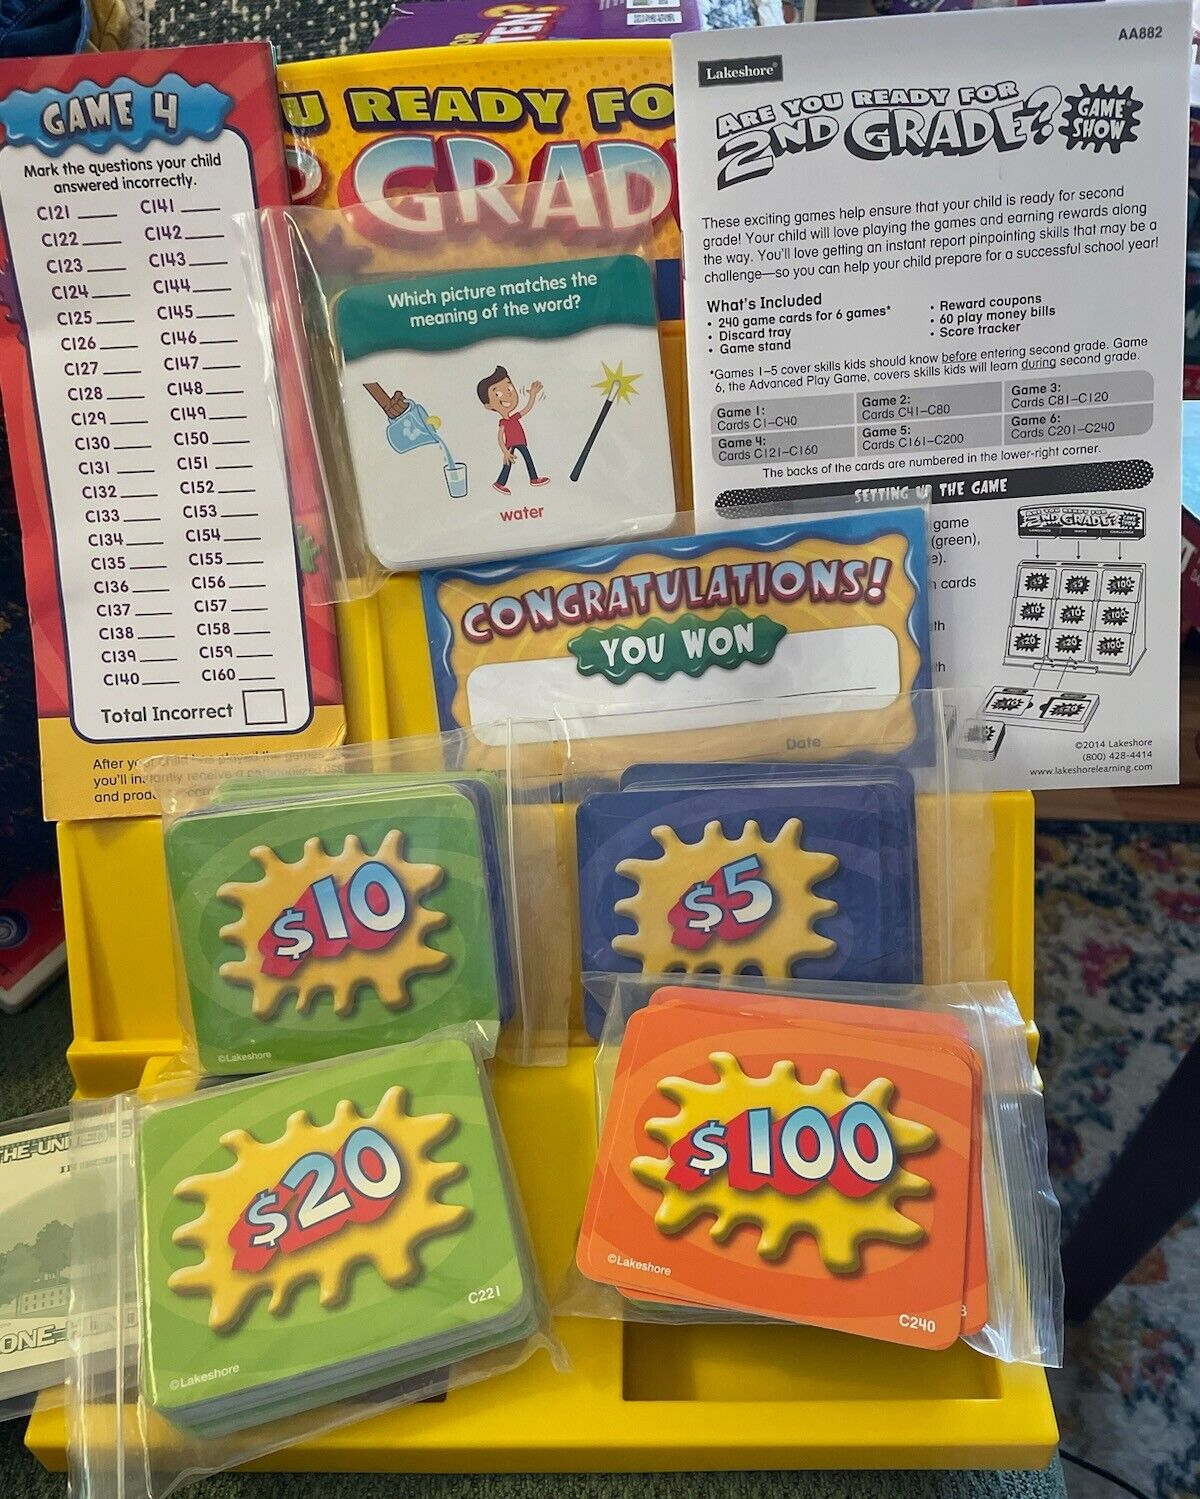 GAME 4
Mark the questions your child
answered incorrectly.
C121 C141
C122 C142
C123 C143
C124 C144
C125 C145
C126 C146
C127 C147
C128 C148
C129 C149
C130 C150
C131 C151
C132 C152
C133 C153
C134 C154
C135 C155
C136 C156
C137 C157
C138 C158
C139 C159
C140 C160
Total Incorrect
After your child has played the games
you'll instantly receive a personalized
and
U READY FO
GRAD
Which picture matches the
meaning of the word?
water
AA882
Lakeshore®
ARE YOU READY FOR
2ND GRADE?
GAME
SHOW
These exciting games help ensure that your child is ready for second
grade! Your child will love playing the games and earning rewards along
the way. You'll love getting an instant report pinpointing skills that may be a
challenge—so you can help your child prepare for a successful school year!
What's Included
• 240 game cards for 6 games*
• Discard tray
• Game stand
• Reward coupons
• 60 play money bills
• Score tracker
*Games 1–5 cover skills kids should know before entering second grade. Game
6, the Advanced Play Game, covers skills kids will learn during second grade.
Game 1:
Cards C1–C40
Game 2:
Cards C41–C80
Game 3:
Cards C81–C120
Game 4:
Cards C121–C160
Game 5:
Cards C161–C200
Game 6:
Cards C201–C240
The backs of the cards are numbered in the lower-right corner.
SETTING UP THE GAME
game
(green),
cards
©2014 Lakeshore
(800) 428-4414
www.lakeshorelearning.com
CONGRATULATIONS!
YOU WON
Date
$10
©Lakeshore
$5
$20
C221
©Lakeshore
$100
©Lakeshore
C240
THE UNITED S